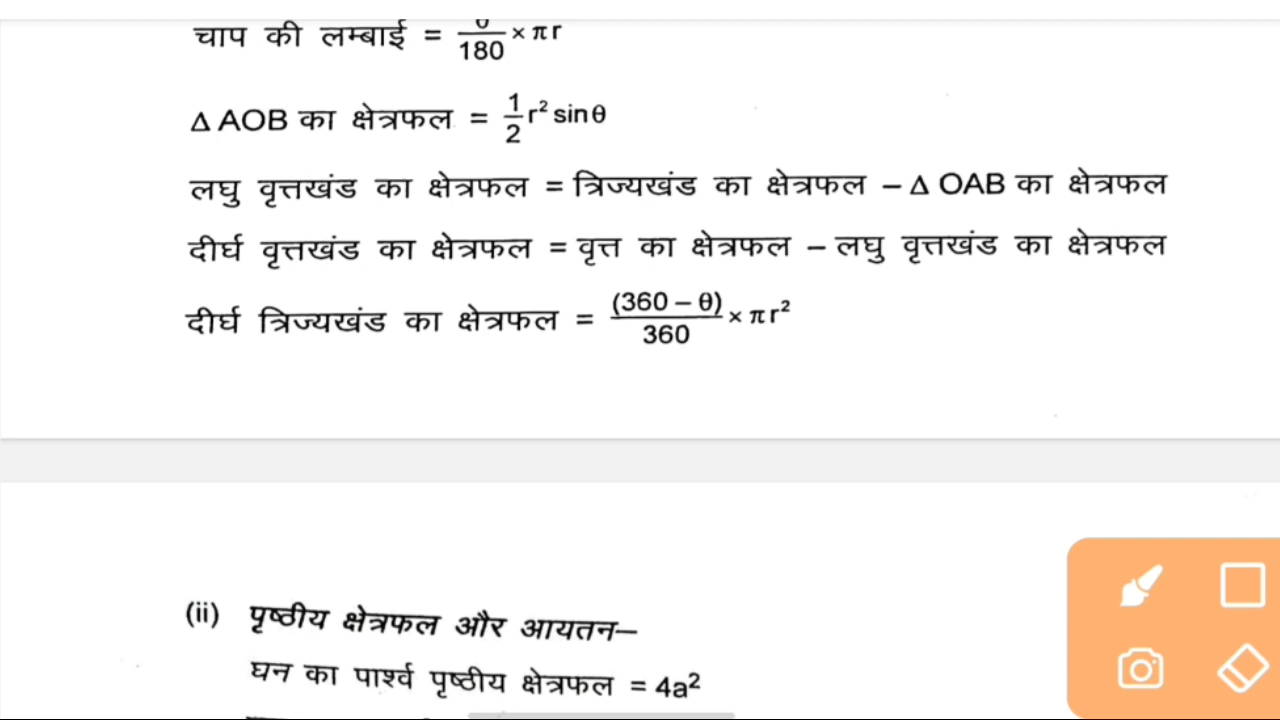 चाप की लम्बाई = θ/180 × πr
Δ AOB का क्षेत्रफल = 1/2 r² sinθ
लघु वृत्तखंड का क्षेत्रफल = त्रिज्यखंड का क्षेत्रफल – Δ OAB का क्षेत्रफल
दीर्घ वृत्तखंड का क्षेत्रफल = वृत्त का क्षेत्रफल – लघु वृत्तखंड का क्षेत्रफल
दीर्घ त्रिज्यखंड का क्षेत्रफल = (360 – θ)/360 × πr²
(ii) पृष्ठीय क्षेत्रफल और आयतन–
घन का पार्श्व पृष्ठीय क्षेत्रफल = 4a²